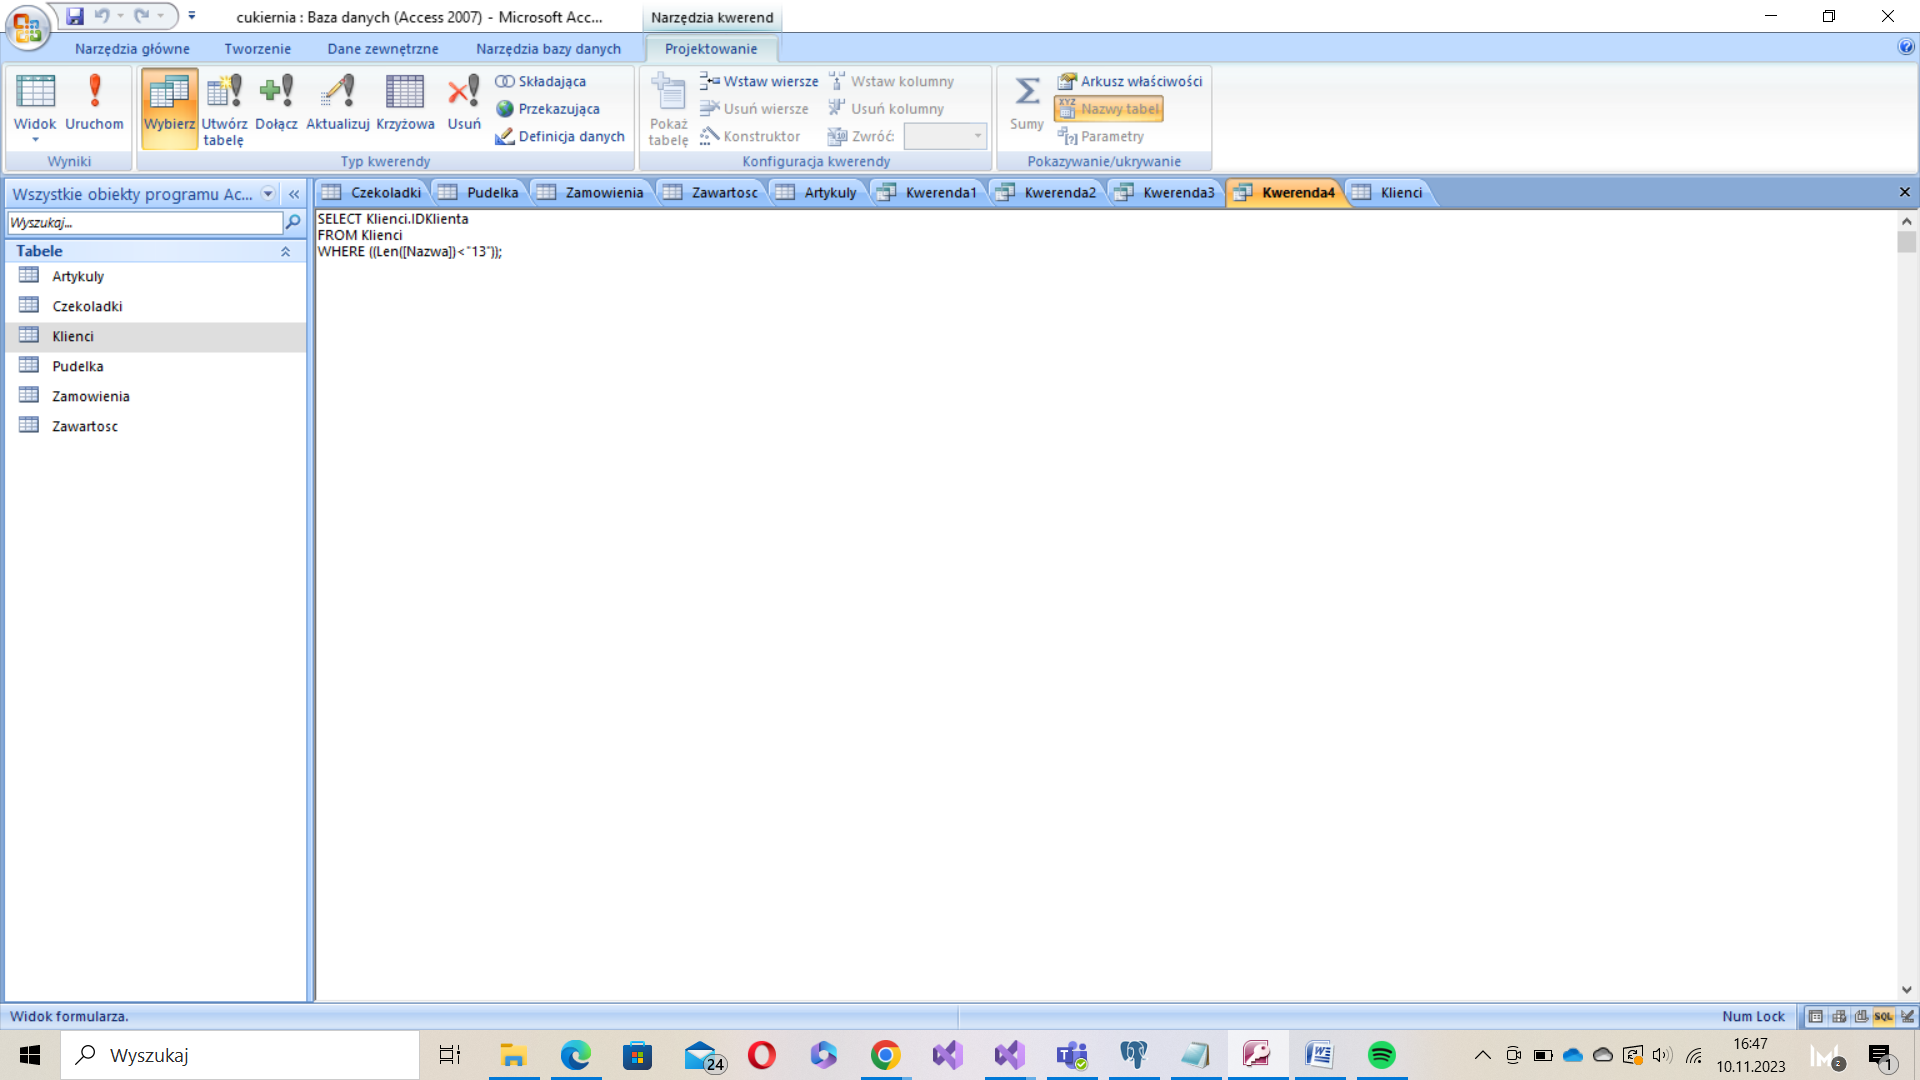 cukiernia : Baza danych (Access 2007) - Microsoft Acc...
Narzędzia kwerend
Narzędzia główne
Tworzenie
Dane zewnętrzne
Narzędzia bazy danych
Projektowanie
Widok
Uruchom
Wyniki
Wybierz
Utwórz tabelę
Dołącz
Aktualizuj
Krzyżowa
Usuń
Składająca
Przekazująca
Definicja danych
Typ kwerendy
Pokaż tabelę
Wstaw wiersze
Usuń wiersze
Konstruktor
Wstaw kolumny
Usuń kolumny
Zwróć:
Konfiguracja kwerendy
Sumy
Arkusz właściwości
XYZ
Nazwy tabel
Parametry
Pokazywanie/ukrywanie
Wszystkie obiekty programu Ac...
Wyszukaj...
Tabele
Artykuly
Czekoladki
Klienci
Pudelka
Zamowienia
Zawartosc
Czekoladki
Pudelka
Zamowienia
Zawartosc
Artykuly
Kwerenda1
Kwerenda2
Kwerenda3
Kwerenda4
Klienci
SELECT Klienci.IDKlienta
FROM Klienci
WHERE ((Len([Nazwa])<"13"));
Widok formularza.
Num Lock
SQL
Wyszukaj
24
16:47
10.11.2023
2
1